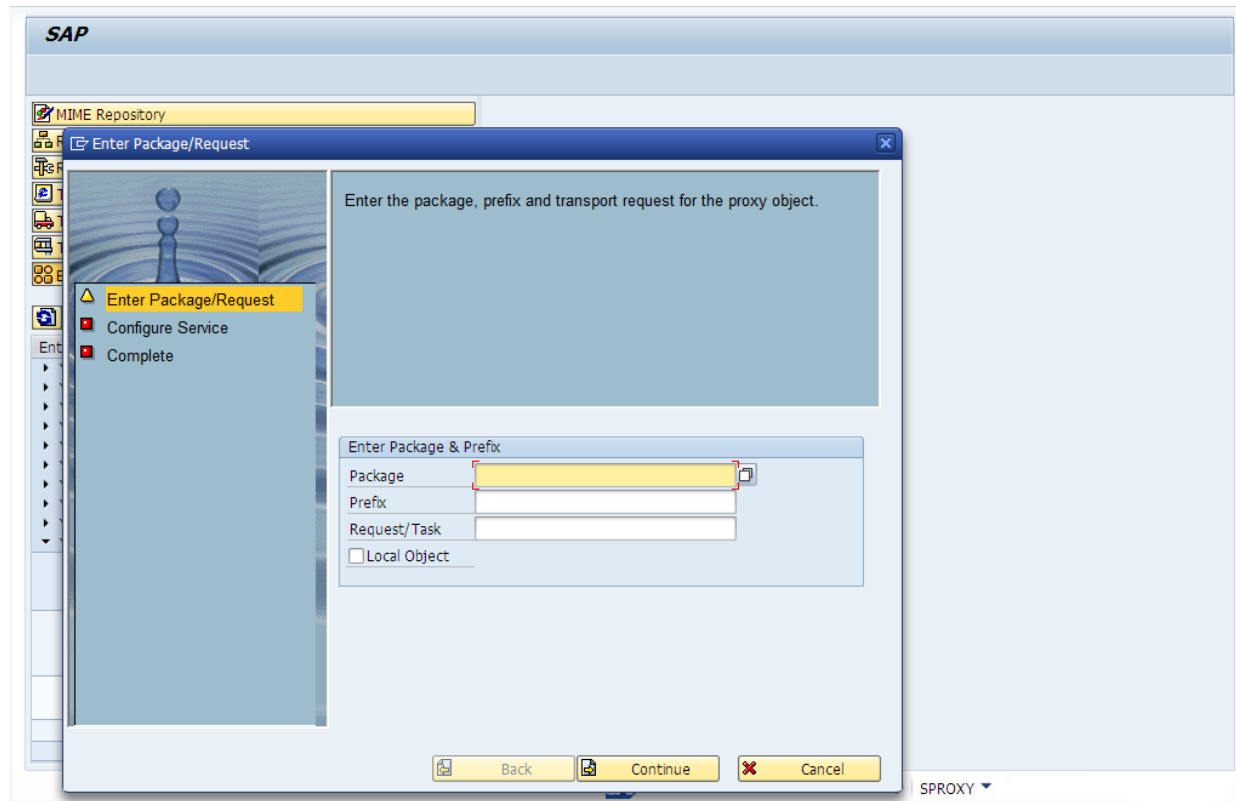 SAP
MIME Repository
Enter Package/Request
Enter the package, prefix and transport request for the proxy object.
Enter Package/Request
Configure Service
Complete
Enter Package & Prefix
Package
Prefix
Request/Task
Local Object
Back
Continue
Cancel
SPROXY